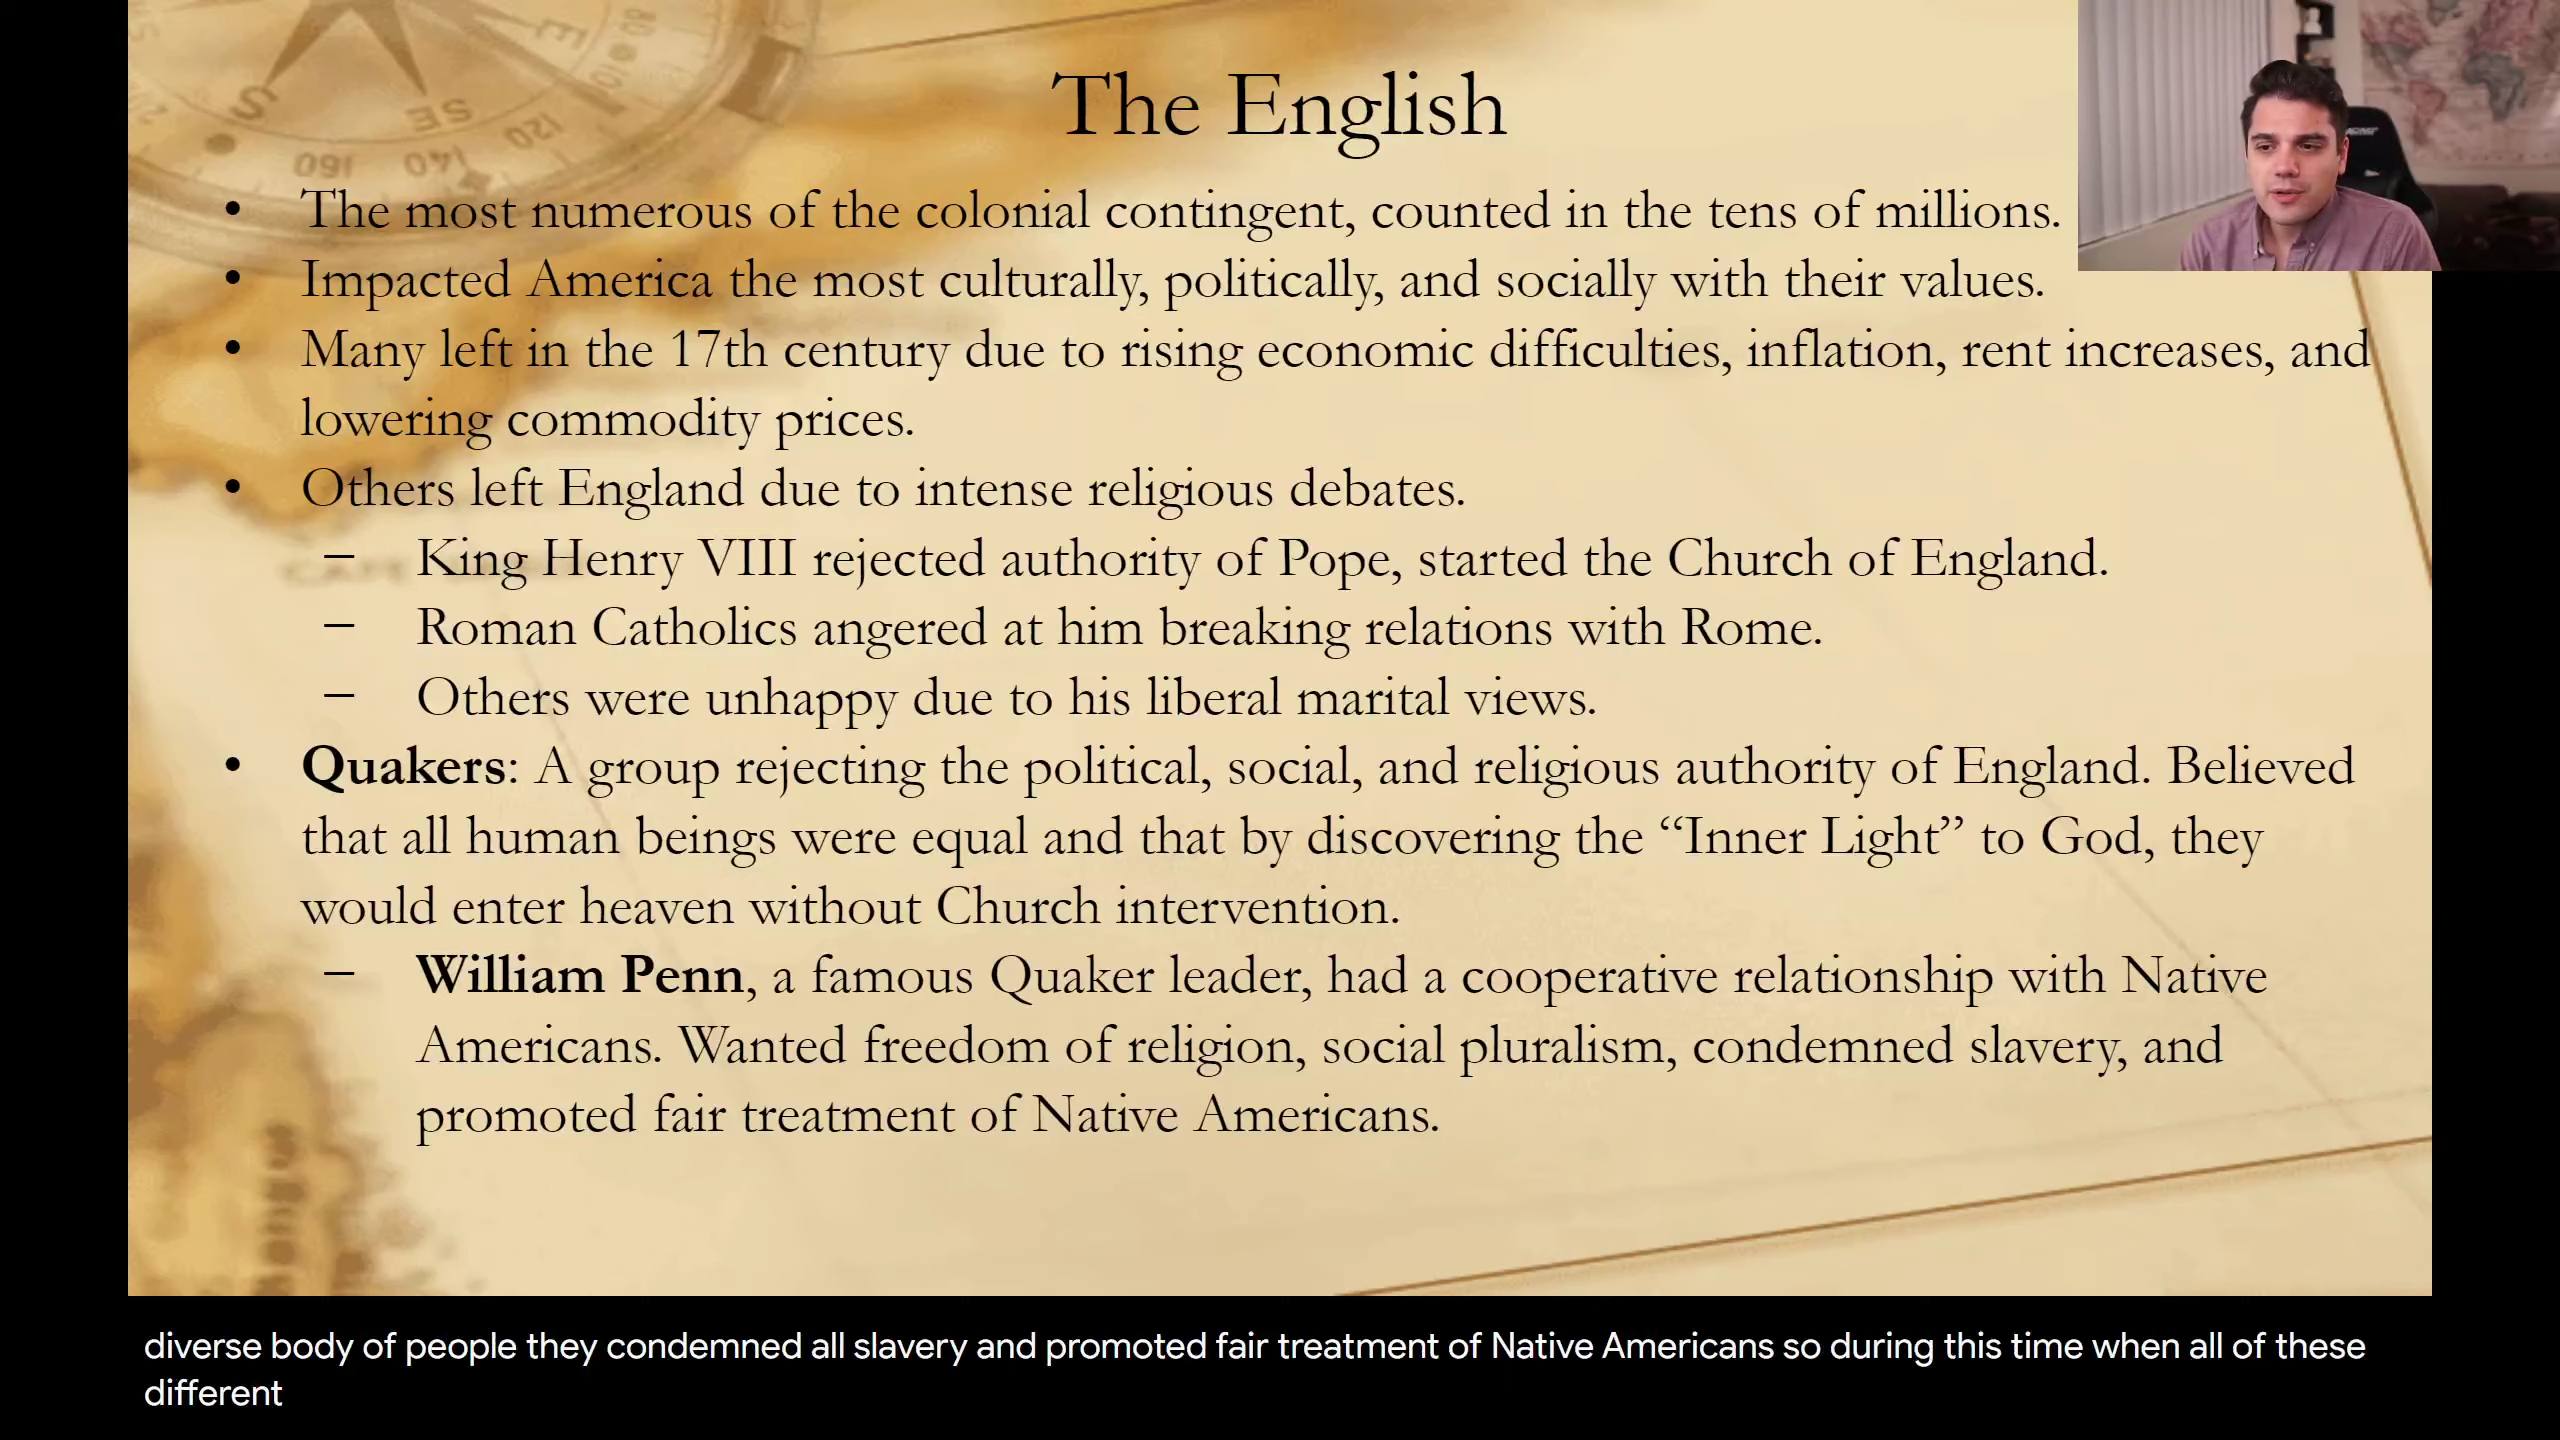 The English
• The most numerous of the colonial contingent, counted in the tens of millions.
• Impacted America the most culturally, politically, and socially with their values.
• Many left in the 17th century due to rising economic difficulties, inflation, rent increases, and
lowering commodity prices.
• Others left England due to intense religious debates.
– King Henry VIII rejected authority of Pope, started the Church of England.
– Roman Catholics angered at him breaking relations with Rome.
– Others were unhappy due to his liberal marital views.
• Quakers: A group rejecting the political, social, and religious authority of England. Believed
that all human beings were equal and that by discovering the “Inner Light” to God, they
would enter heaven without Church intervention.
– William Penn, a famous Quaker leader, had a cooperative relationship with Native
Americans. Wanted freedom of religion, social pluralism, condemned slavery, and
promoted fair treatment of Native Americans.
diverse body of people they condemned all slavery and promoted fair treatment of Native Americans so during this time when all of these
different
S
SE
E
160
140
120